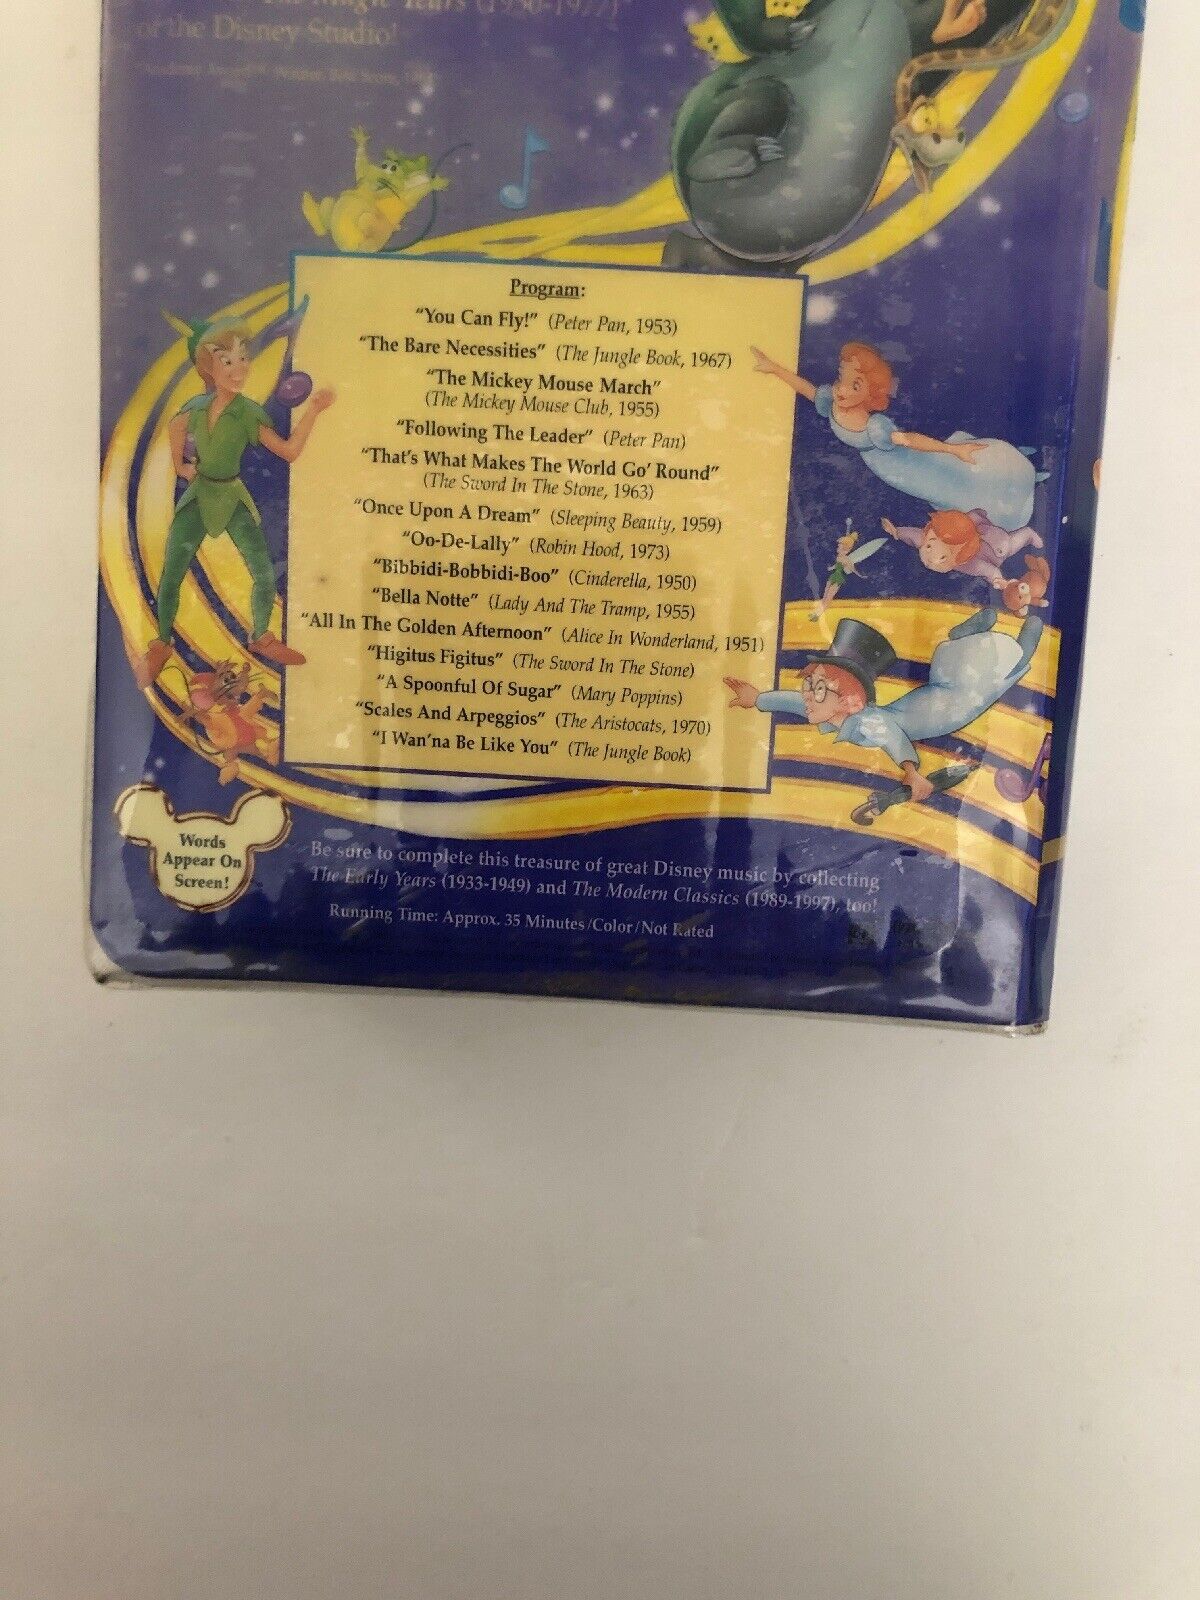 The Magic Years (1950-1977)
of the Disney Studio!
Program:
"You Can Fly!" (Peter Pan, 1953)
"The Bare Necessities" (The Jungle Book, 1967)
"The Mickey Mouse March"
(The Mickey Mouse Club, 1955)
"Following The Leader" (Peter Pan)
"That's What Makes The World Go' Round"
(The Sword In The Stone, 1963)
"Once Upon A Dream" (Sleeping Beauty, 1959)
"Oo-De-Lally" (Robin Hood, 1973)
"Bibbidi-Bobbidi-Boo" (Cinderella, 1950)
"Bella Notte" (Lady And The Tramp, 1955)
"All In The Golden Afternoon" (Alice In Wonderland, 1951)
"Higitus Figitus" (The Sword In The Stone)
"A Spoonful Of Sugar" (Mary Poppins)
"Scales And Arpeggios" (The Aristocats, 1970)
"I Wan'na Be Like You" (The Jungle Book)
Words
Appear On
Screen!
Be sure to complete this treasure of great Disney music by collecting
The Early Years (1933-1949) and The Modern Classics (1989-1997), too!
Running Time: Approx. 35 Minutes/Color/Not Rated